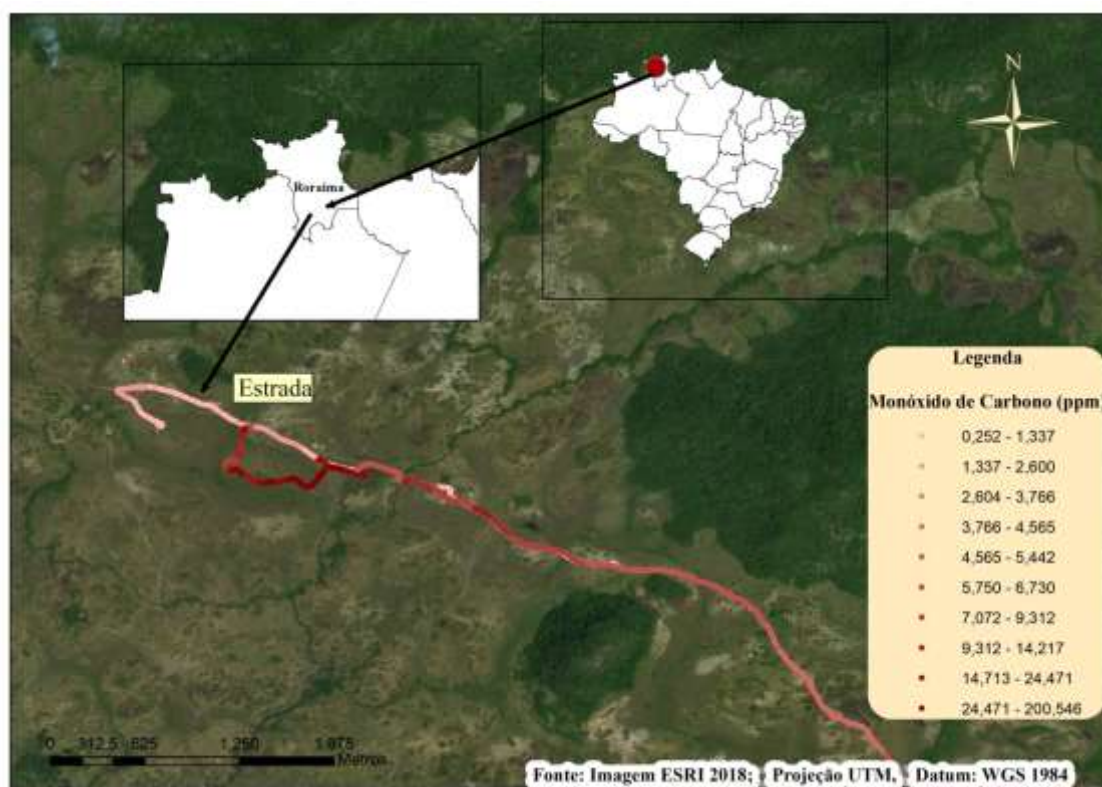 N
Roraima
Estrada
Legenda
Monóxido de Carbono (ppm)
0,252 - 1,337
1,337 - 2,600
2,604 - 3,766
3,766 - 4,565
4,565 - 5,442
5,750 - 6,730
7,072 - 9,312
9,312 - 14,217
14,713 - 24,471
24,471 - 200,546
0 312,5 625 1.250 1.875
Metros
Fonte: Imagem ESRI 2018; Projeção UTM, Datum: WGS 1984